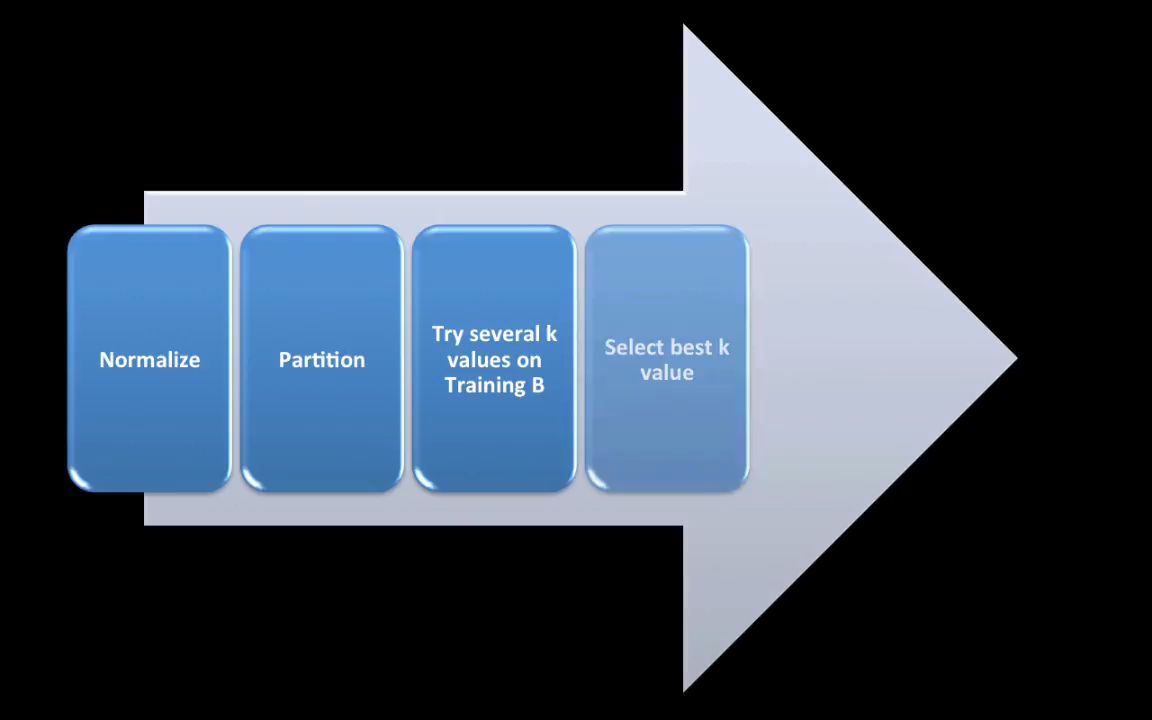 Normalize
Partition
Try several k
values on
Training B
Select best k
value